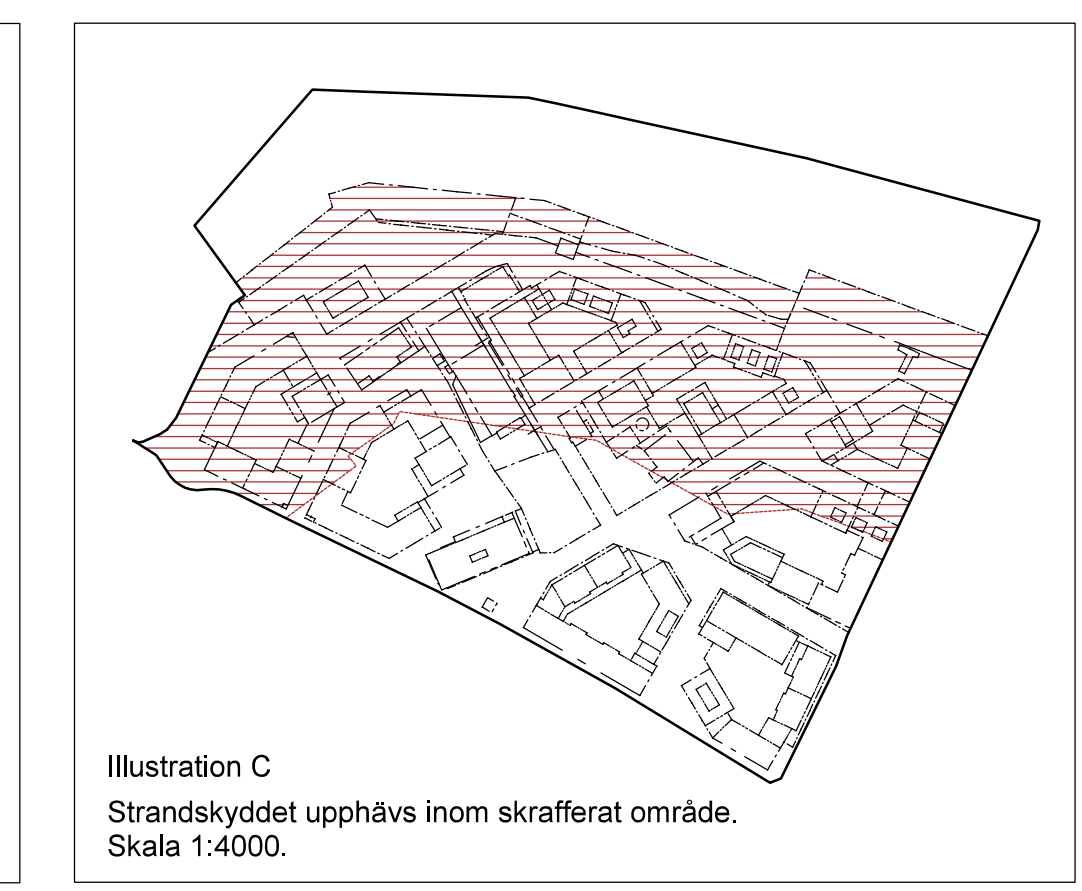 Illustration C
Strandskyddet upphävs inom skrafferat område.
Skala 1:4000.